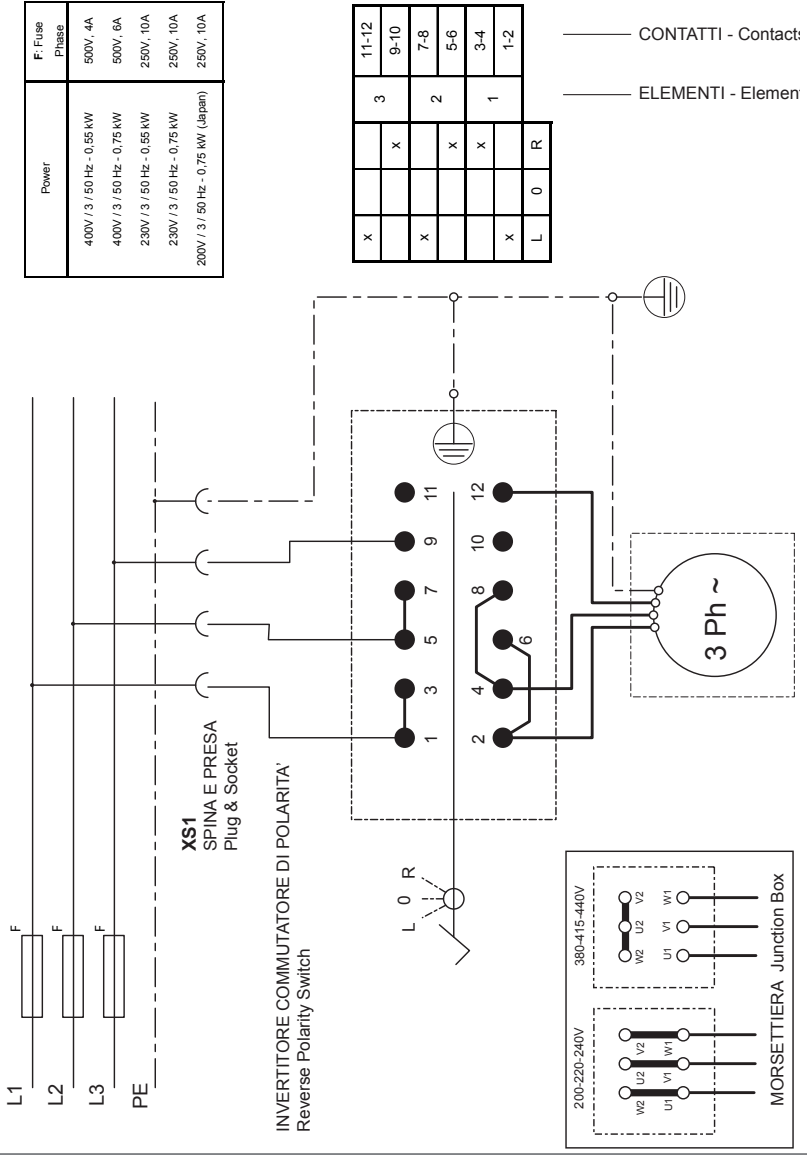 L1
L2
L3
PE
F
F
F
XS1
SPINA E PRESA
Plug & Socket
INVERTITORE COMMUTATORE DI POLARITA'
Reverse Polarity Switch
L 0 R
1 3 5 7 9 11
2 4 6 8 10 12
3 Ph ~
Power F: Fuse Phase
400V / 3 / 50 Hz - 0,55 kW 500V, 4A
400V / 3 / 50 Hz - 0,75 kW 500V, 6A
230V / 3 / 50 Hz - 0,55 kW 250V, 10A
230V / 3 / 50 Hz - 0,75 kW 250V, 10A
200V / 3 / 50 Hz - 0,75 kW (Japan) 250V, 10A
x 3 11-12
x 9-10
x 2 7-8
x 5-6
x 1 3-4
x 1-2
L 0 R
CONTATTI - Contacts
ELEMENTI - Element
200-220-240V
W2 U2 V2
U1 V1 W1
380-415-440V
W2 U2 V2
U1 V1 W1
MORSETTIERA Junction Box